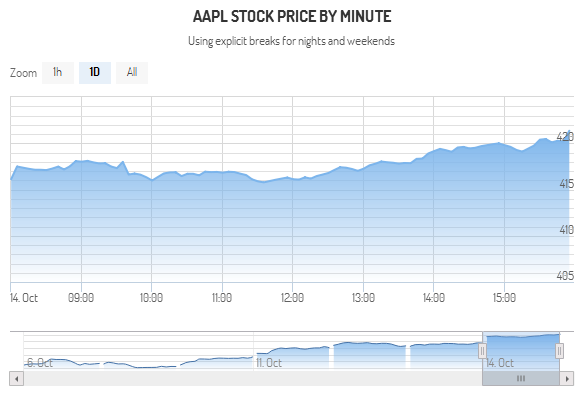 AAPL STOCK PRICE BY MINUTE
Using explicit breaks for nights and weekends
Zoom 1h 1D All
420
415
410
405
14. Oct 09:00 10:00 11:00 12:00 13:00 14:00 15:00
6. Oct 11. Oct 14. Oct